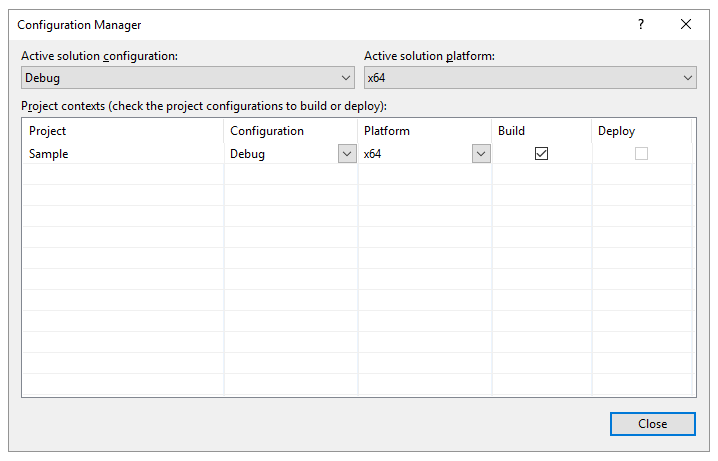 Configuration Manager ?
Active solution configuration: Active solution platform:
Debug x64
Project contexts (check the project configurations to build or deploy):
Project Configuration Platform Build Deploy
Sample Debug x64
Close